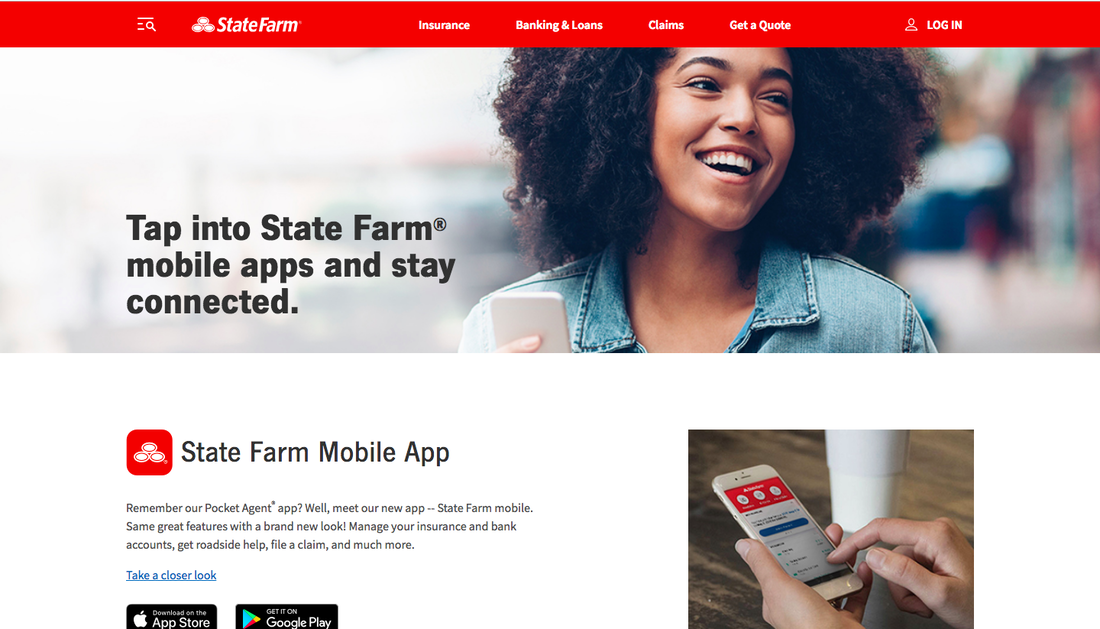 State Farm®
Insurance
Banking & Loans
Claims
Get a Quote
LOG IN
Tap into State Farm®
mobile apps and stay
connected.
State Farm Mobile App
Remember our Pocket Agent® app? Well, meet our new app -- State Farm mobile.
Same great features with a brand new look! Manage your insurance and bank
accounts, get roadside help, file a claim, and much more.
Take a closer look
Download on the
App Store
GET IT ON
Google Play